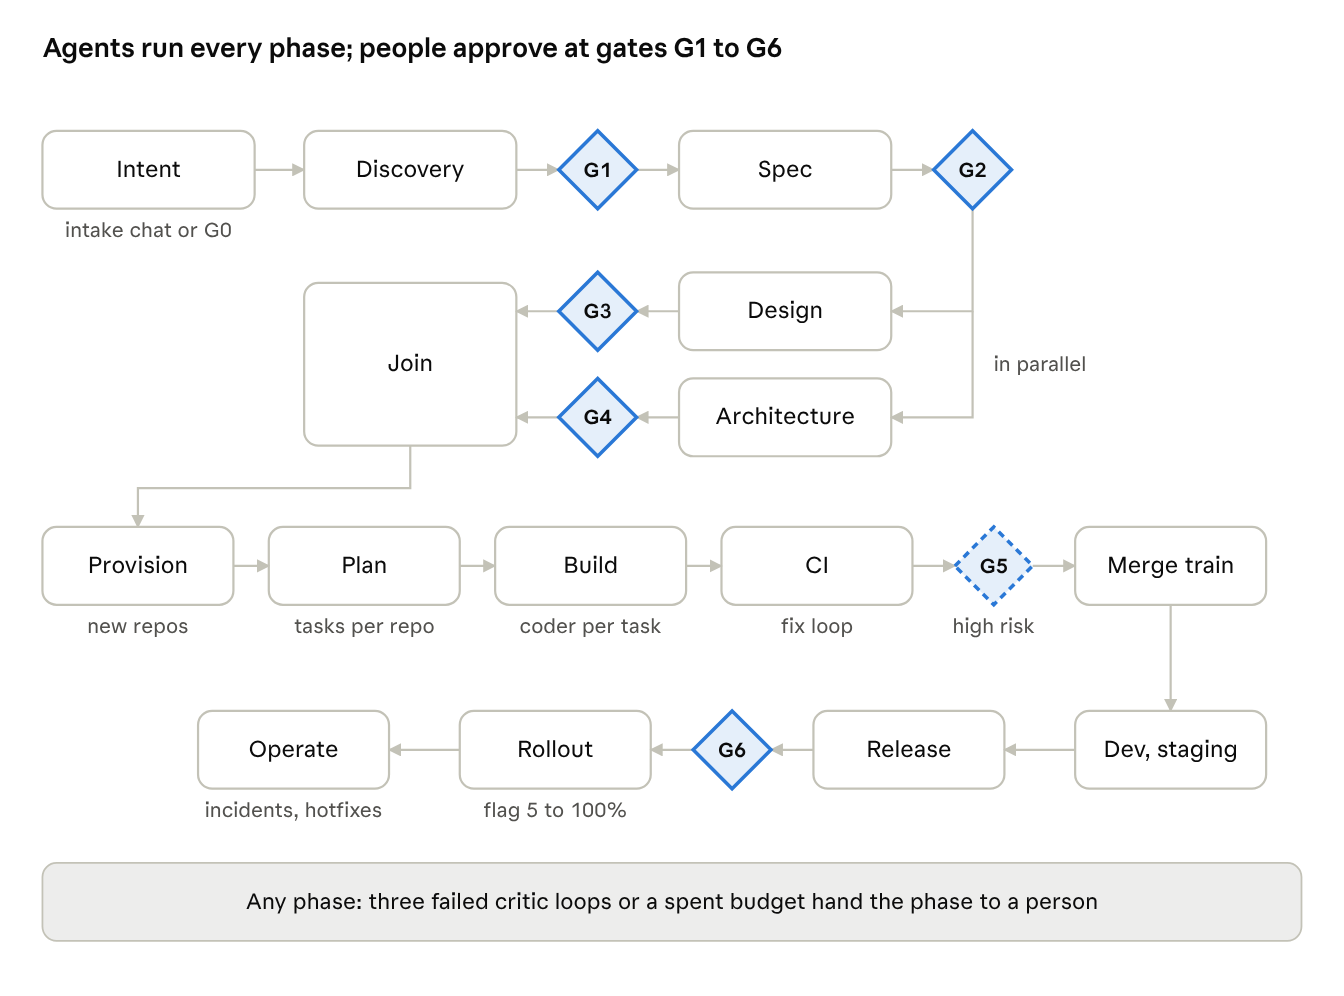 Agents run every phase; people approve at gates G1 to G6
Intent
Discovery
G1
Spec
G2
intake chat or G0
Join
G3
Design
in parallel
G4
Architecture
Provision
Plan
Build
CI
G5
Merge train
new repos
tasks per repo
coder per task
fix loop
high risk
Operate
Rollout
G6
Release
Dev, staging
incidents, hotfixes
flag 5 to 100%
Any phase: three failed critic loops or a spent budget hand the phase to a person